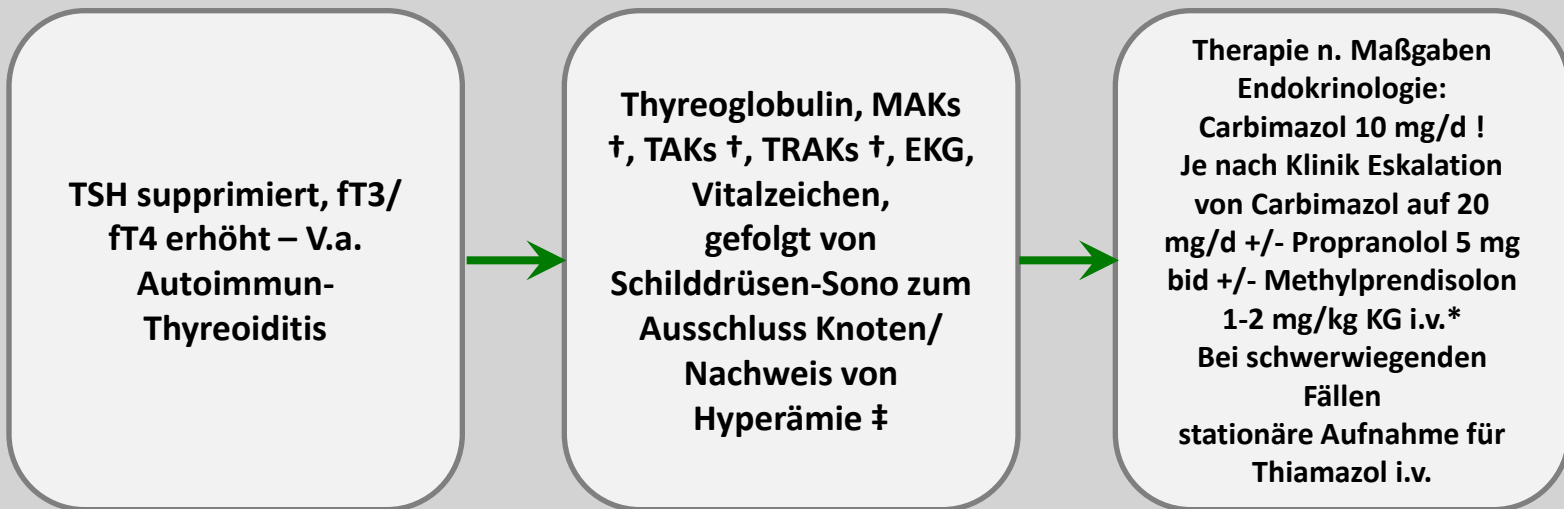 TSH supprimiert, fT3/
fT4 erhöht – V.a.
Autoimmun-
Thyreoiditis
Thyreoglobulin, MAKs
†, TAKs †, TRAKs †, EKG,
Vitalzeichen,
gefolgt von
Schilddrüsen-Sono zum
Ausschluss Knoten/
Nachweis von
Hyperämie ‡
Therapie n. Maßgaben
Endokrinologie:
Carbimazol 10 mg/d !
Je nach Klinik Eskalation
von Carbimazol auf 20
mg/d +/- Propranolol 5 mg
bid +/- Methylprendisolon
1-2 mg/kg KG i.v.*
Bei schwerwiegenden
Fällen
stationäre Aufnahme für
Thiamazol i.v.